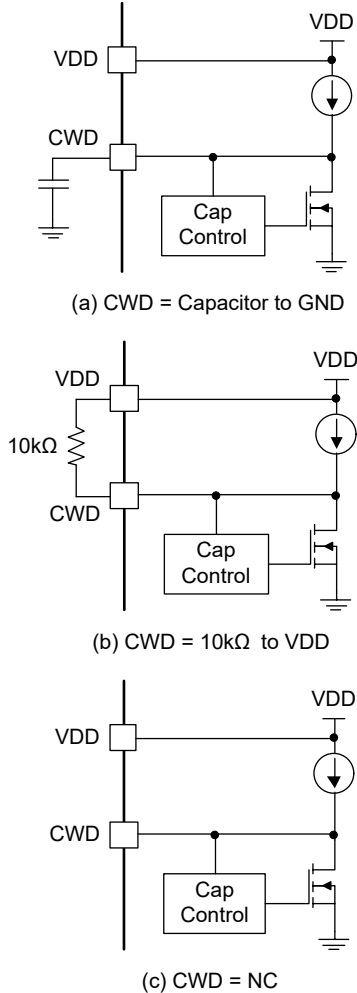 VDD
VDD
CWD
Cap
Control
(a) CWD = Capacitor to GND
VDD
VDD
10kΩ
CWD
Cap
Control
(b) CWD = 10kΩ to VDD
VDD
VDD
CWD
Cap
Control
(c) CWD = NC